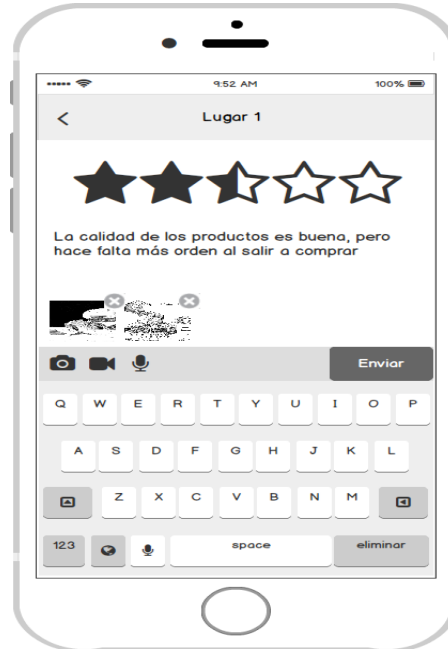 9:52 AM 100%
Lugar 1
La calidad de los productos es buena, pero
hace falta más orden al salir a comprar
Enviar
Q W E R T Y U I O P
A S D F G H J K L
Z X C V B N M
123 space eliminar